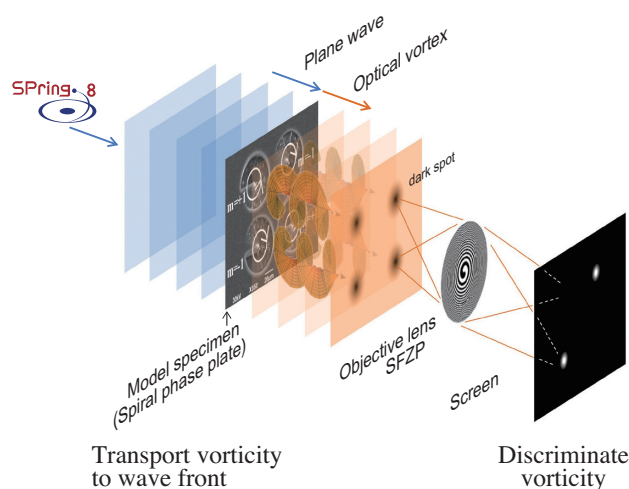 SPring.8
Plane wave
Optical vortex
dark spot
m=+1
m=-1
m=-1
Model specimen
(Spiral phase plate)
Objective lens
SFZP
Screen
Transport vorticity
to wave front
Discriminate
vorticity